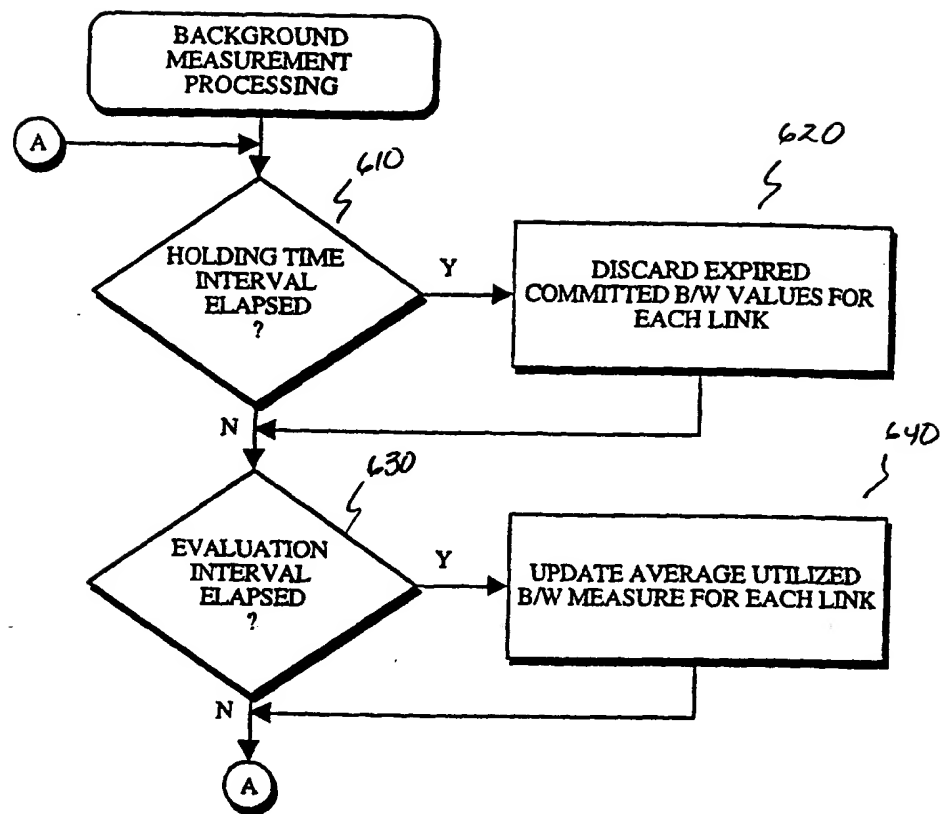 BACKGROUND
MEASUREMENT
PROCESSING
A
610
620
HOLDING TIME
INTERVAL
ELAPSED
?
Y
DISCARD EXPIRED
COMMITTED B/W VALUES FOR
EACH LINK
N
630
640
EVALUATION
INTERVAL
ELAPSED
?
Y
UPDATE AVERAGE UTILIZED
B/W MEASURE FOR EACH LINK
N
A